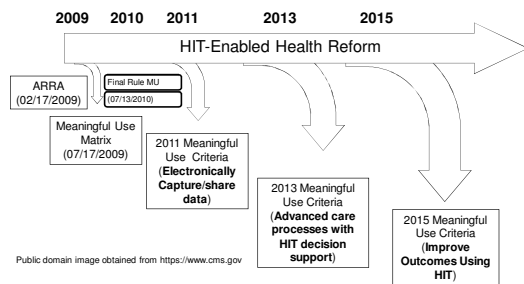 2009 2010 2011 2013 2015
HIT-Enabled Health Reform
ARRA
(02/17/2009)
Final Rule MU
(07/13/2010)
Meaningful Use
Matrix
(07/17/2009)
2011 Meaningful
Use Criteria
(Electronically
Capture/share
data)
2013 Meaningful
Use Criteria
(Advanced care
processes with
HIT decision
support)
2015 Meaningful
Use Criteria
(Improve
Outcomes Using
HIT)
Public domain image obtained from https://www.cms.gov